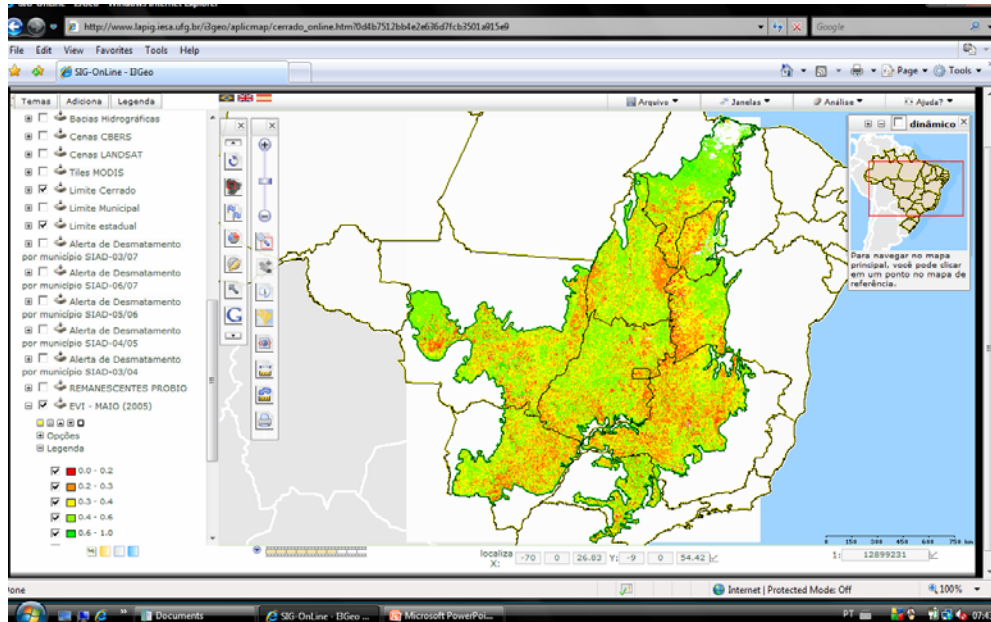 SIG-OnLine - I3Geo - Windows Internet Explorer
http://www.lapig.iesa.ufg.br/i3geo/aplicmap/cerrado_online.htm?0d4b7512bb4e2e636d7fcb3501a915e9
Google
File Edit View Favorites Tools Help
SIG-OnLine - I3Geo
Page Tools
Temas Adiciona Legenda
Arquivo Janelas Análise Ajuda?
Bacias Hidrográficas
Cenas CBERS
Cenas LANDSAT
Tiles MODIS
Limite Cerrado
Limite Municipal
Limite estadual
Alerta de Desmatamento
por município SIAD-03/07
Alerta de Desmatamento
por município SIAD-06/07
Alerta de Desmatamento
por município SIAD-05/06
Alerta de Desmatamento
por município SIAD-04/05
Alerta de Desmatamento
por município SIAD-03/04
REMANESCENTES PROBIO
EVI - MAIO (2005)
Opções
Legenda
0.0 - 0.2
0.2 - 0.3
0.3 - 0.4
0.4 - 0.6
0.6 - 1.0
G
dinâmico
Para navegar no mapa
principal, você pode clicar
em um ponto no mapa de
referência.
0 150 300 450 600 750 km
localiza
X: -70 0 26.03 Y: -9 0 54.42
1: 12899231
Done
Internet | Protected Mode: Off
100%
Documents
SIG-OnLine - I3Geo ...
Microsoft PowerPoi...
PT